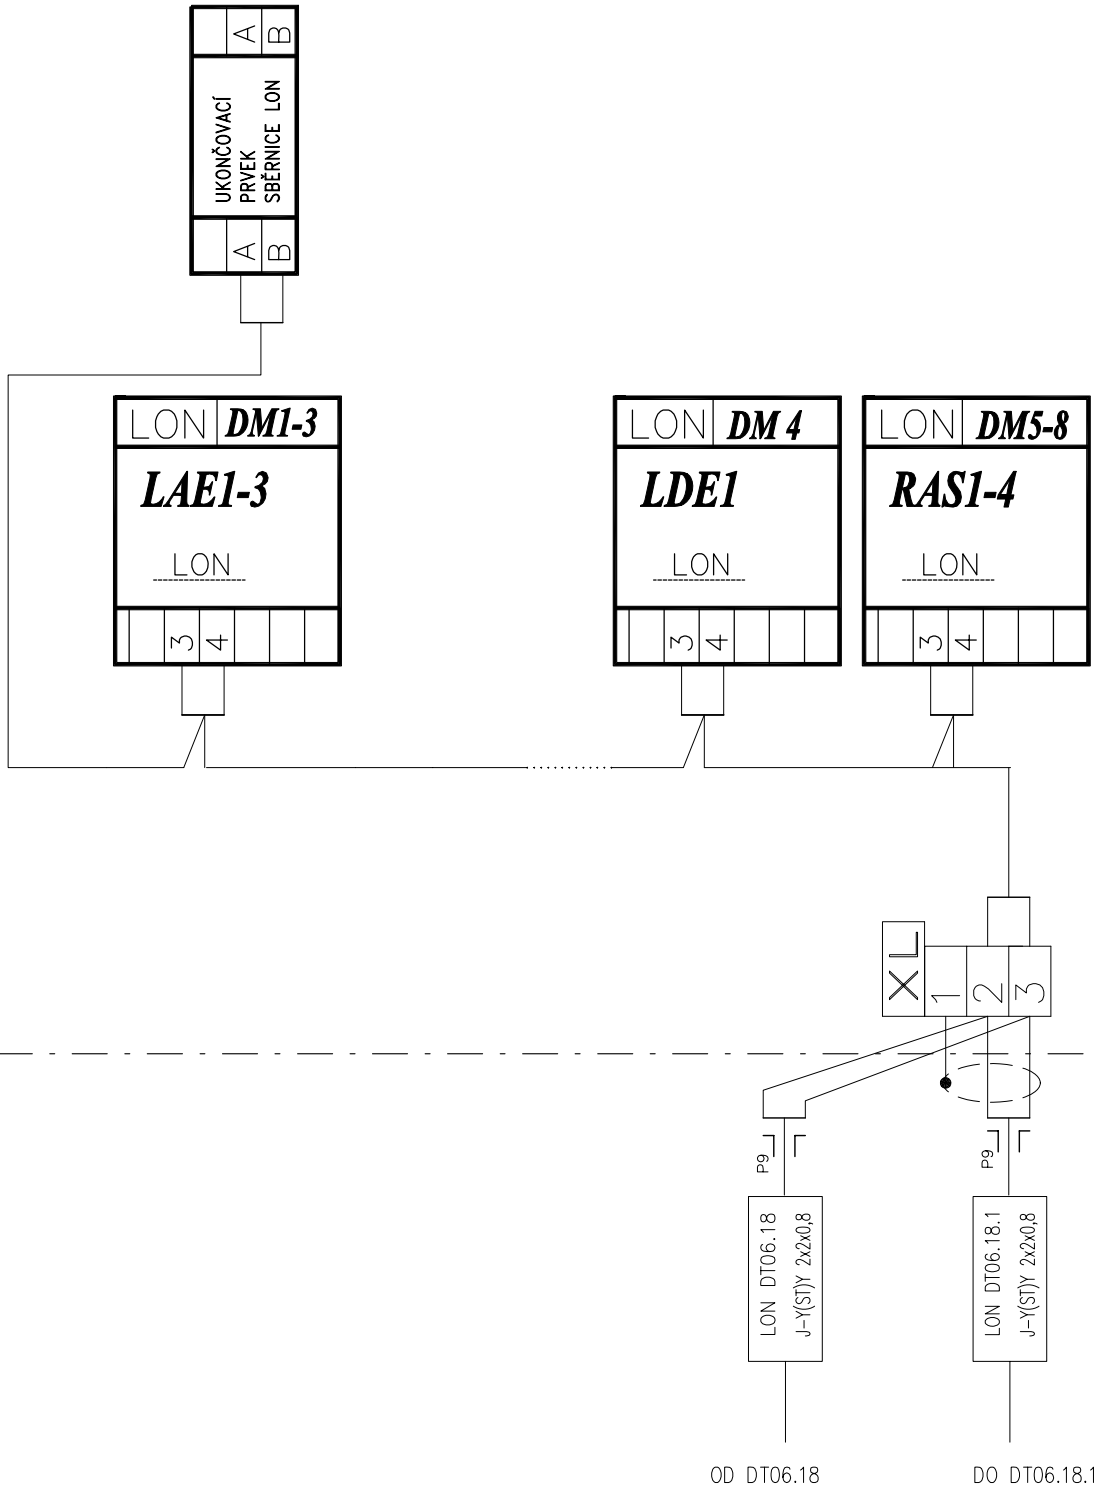 A
B
UKONČOVACÍ
PRVEK
SBĚRNICE LON
A
B
LON DM1-3
LAE1-3
LON
3 4
LON DM 4
LDE1
LON
3 4
LON DM5-8
RAS1-4
LON
3 4
XL 1 2 3
P9
P9
LON DT06.18
J-Y(ST)Y 2x2x0,8
LON DT06.18.1
J-Y(ST)Y 2x2x0,8
OD DT06.18
DO DT06.18.1